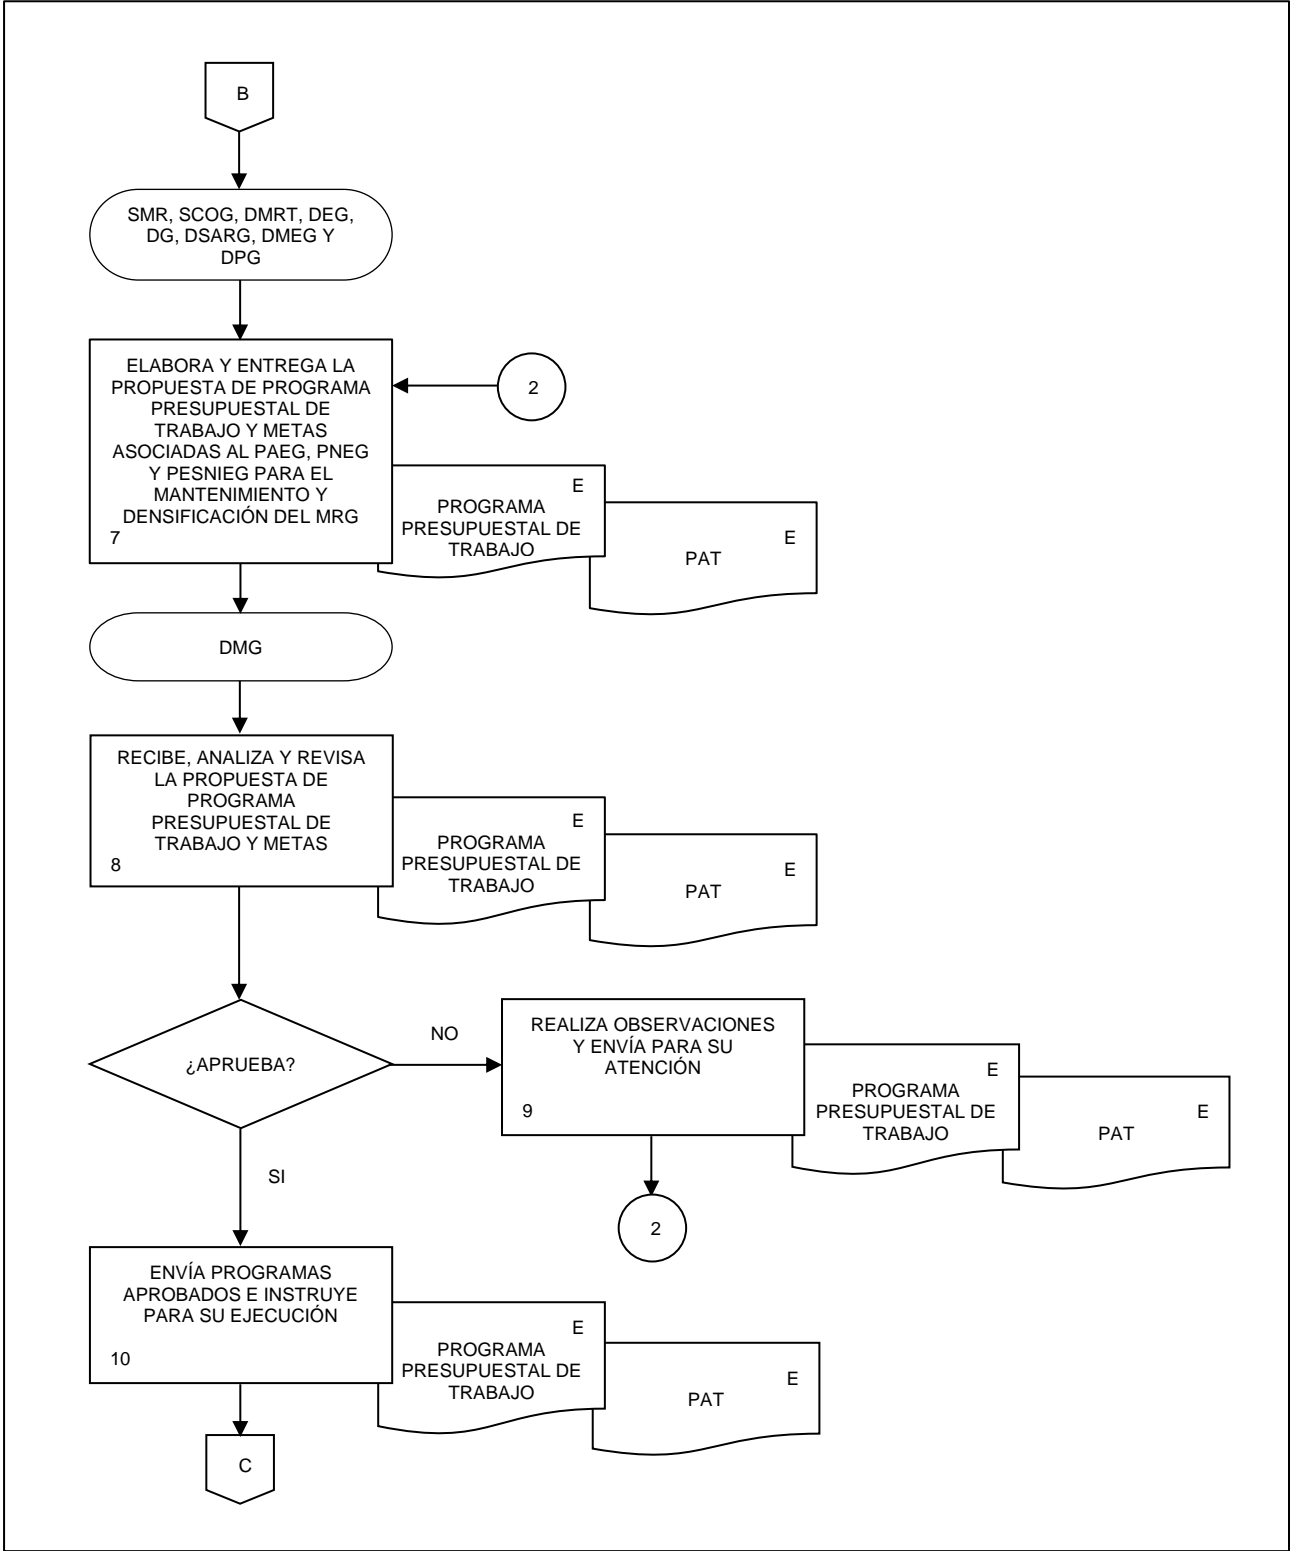 B
SMR, SCOG, DMRT, DEG,
DG, DSARG, DMEG Y
DPG
ELABORA Y ENTREGA LA
PROPUESTA DE PROGRAMA
PRESUPUESTAL DE
TRABAJO Y METAS
ASOCIADAS AL PAEG, PNEG
Y PESNIEG PARA EL
MANTENIMIENTO Y
DENSIFICACIÓN DEL MRG
7
2
E
PROGRAMA
PRESUPUESTAL DE
TRABAJO
E
PAT
DMG
RECIBE, ANALIZA Y REVISA
LA PROPUESTA DE
PROGRAMA
PRESUPUESTAL DE
TRABAJO Y METAS
8
E
PROGRAMA
PRESUPUESTAL DE
TRABAJO
E
PAT
¿APRUEBA?
NO
REALIZA OBSERVACIONES
Y ENVÍA PARA SU
ATENCIÓN
9
E
PROGRAMA
PRESUPUESTAL DE
TRABAJO
E
PAT
2
SI
ENVÍA PROGRAMAS
APROBADOS E INSTRUYE
PARA SU EJECUCIÓN
10
E
PROGRAMA
PRESUPUESTAL DE
TRABAJO
E
PAT
C